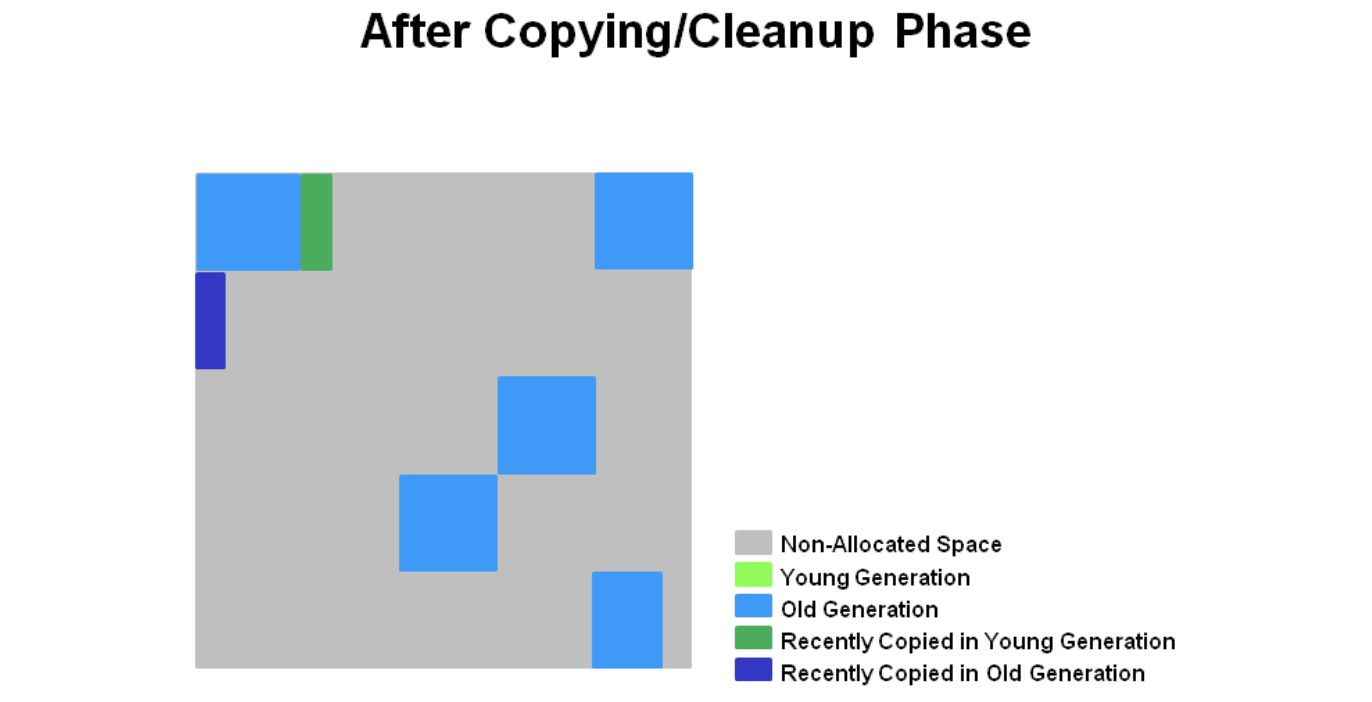 After Copying/Cleanup Phase
Non-Allocated Space
Young Generation
Old Generation
Recently Copied in Young Generation
Recently Copied in Old Generation